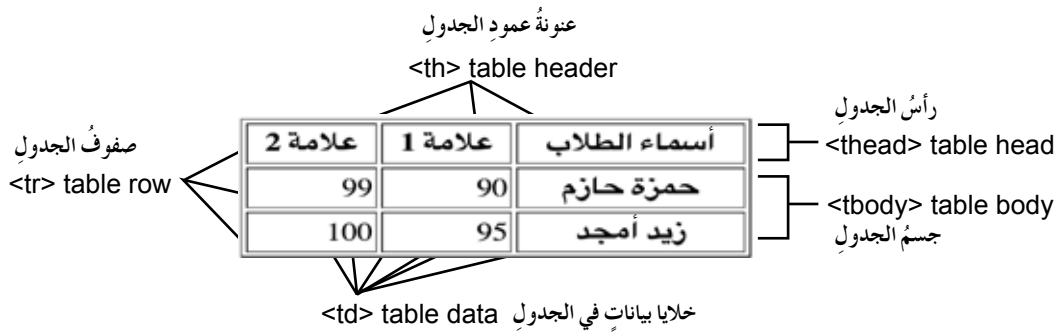 عنونةُ عمودِ الجدولِ
<th> table header
رأسُ الجدولِ
<thead> table head
صفوفُ الجدولِ
<tr> table row
أسماء الطلاب علامة 1 علامة 2
حمزة حازم 90 99
زيد أمجد 95 100
<tbody> table body
جسمُ الجدولِ
<td> table data خلايا بياناتٍ في الجدولِ